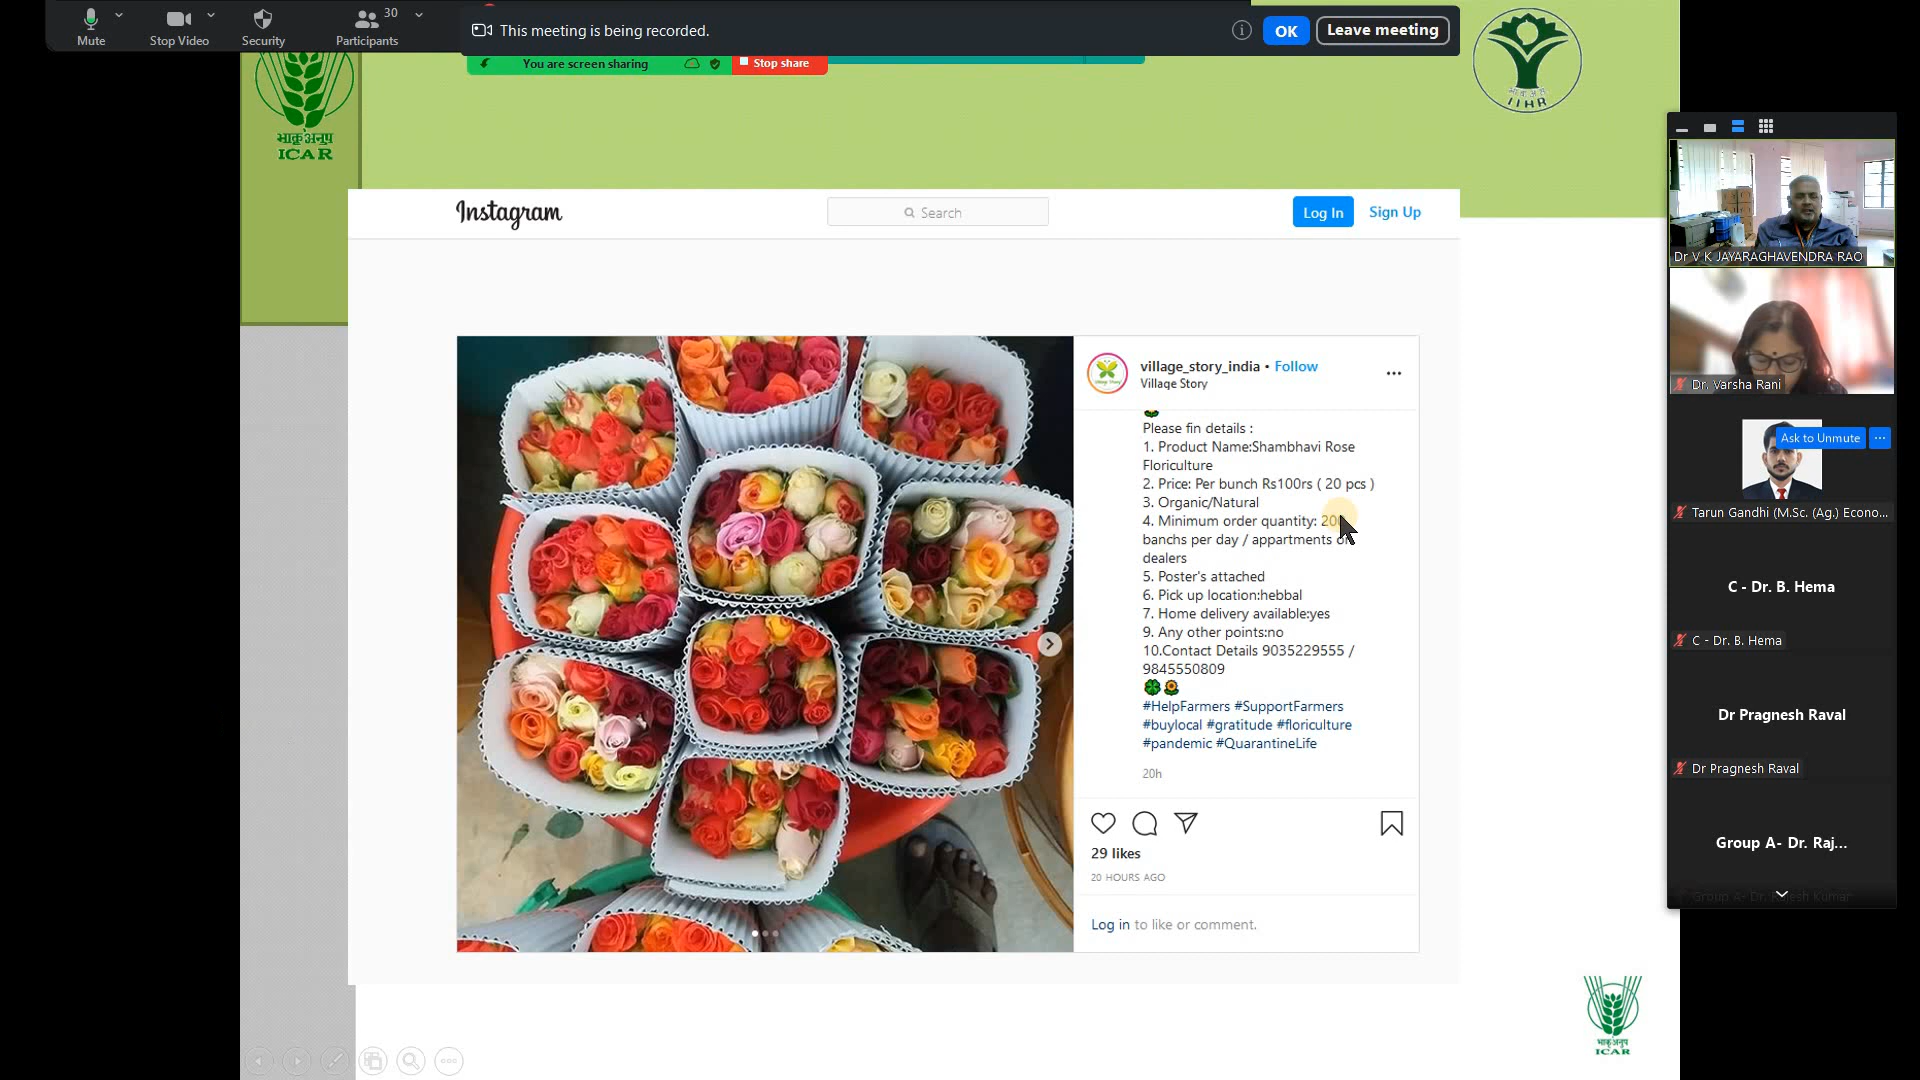 Mute
Stop Video
Security
Participants
30
This meeting is being recorded.
OK
Leave meeting
You are screen sharing
Stop share
भाकृअनुप
ICAR
IIHR
Instagram
Search
Log In
Sign Up
village_story_india • Follow
Village Story
Please fin details :
1. Product Name:Shambhavi Rose
Floriculture
2. Price: Per bunch Rs100rs ( 20 pcs )
3. Organic/Natural
4. Minimum order quantity:
banchs per day / appartments or
dealers
5. Poster's attached
6. Pick up location:hebbal
7. Home delivery available:yes
9. Any other points:no
10.Contact Details 9035229555 /
9845550809
#HelpFarmers #SupportFarmers
#buylocal #gratitude #floriculture
#pandemic #QuarantineLife
20h
29 likes
20 HOURS AGO
Log in to like or comment.
Dr V K JAYARAGHAVENDRA RAO
Dr. Varsha Rani
Ask to Unmute
Tarun Gandhi (M.Sc. (Ag.) Econo...
C - Dr. B. Hema
C - Dr. B. Hema
Dr Pragnesh Raval
Dr Pragnesh Raval
Group A- Dr. Raj...
Group A- Dr. Rajesh Kumar
भाकृअनुप
ICAR